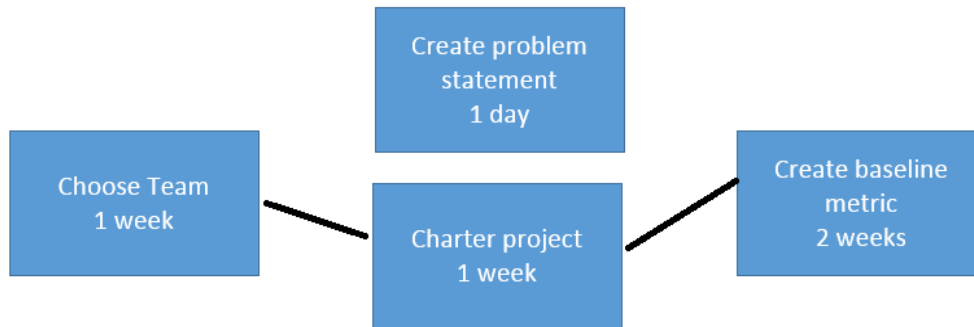 Create problem
statement
1 day
Choose Team
1 week
Charter project
1 week
Create baseline
metric
2 weeks